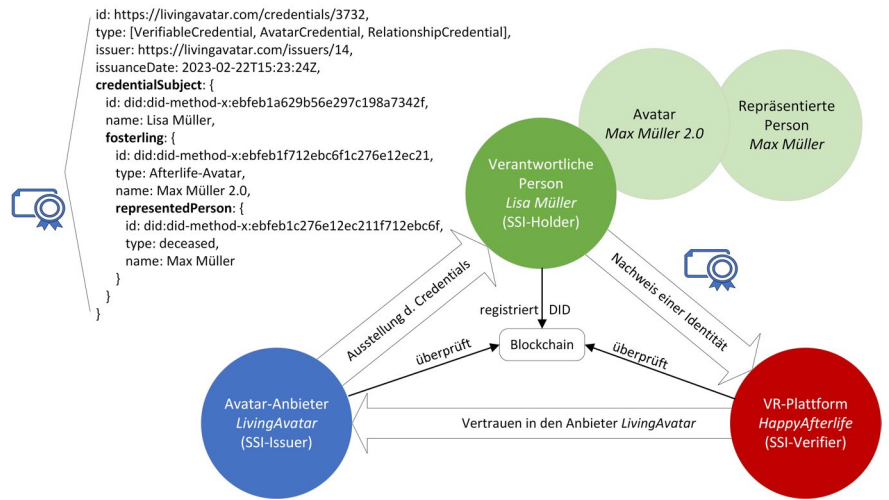 id: https://livingavatar.com/credentials/3732,
type: [VerifiableCredential, AvatarCredential, RelationshipCredential],
issuer: https://livingavatar.com/issuers/14,
issuanceDate: 2023-02-22T15:23:24Z,
credentialSubject: {
id: did:did-method-x:ebfeb1a629b56e297c198a7342f,
name: Lisa Müller,
fosterling: {
id: did:did-method-x:ebfeb1f712ebc6f1c276e12ec21,
type: Afterlife-Avatar,
name: Max Müller 2.0,
representedPerson: {
id: did:did-method-x:ebfeb1c276e12ec211f712ebc6f,
type: deceased,
name: Max Müller
}
}
}
Avatar
Max Müller 2.0
Repräsentierte
Person
Max Müller
Verantwortliche
Person
Lisa Müller
(SSI-Holder)
Ausstellung d. Credentials
Nachweis einer Identität
registriert DID
Blockchain
überprüft
überprüft
Avatar-Anbieter
LivingAvatar
(SSI-Issuer)
Vertrauen in den Anbieter LivingAvatar
VR-Plattform
HappyAfterlife
(SSI-Verifier)